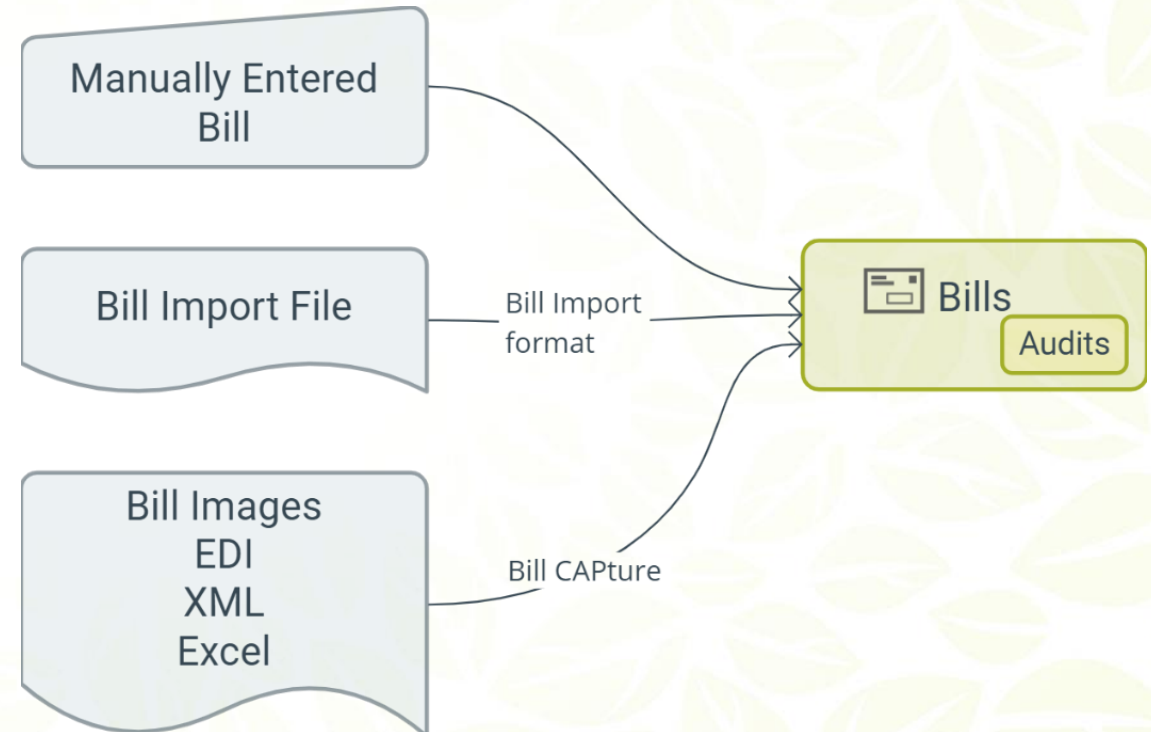 Manually Entered
Bill
Bill Import File
Bill Import
format
Bill Images
EDI
XML
Excel
Bill CAPture
Bills
Audits